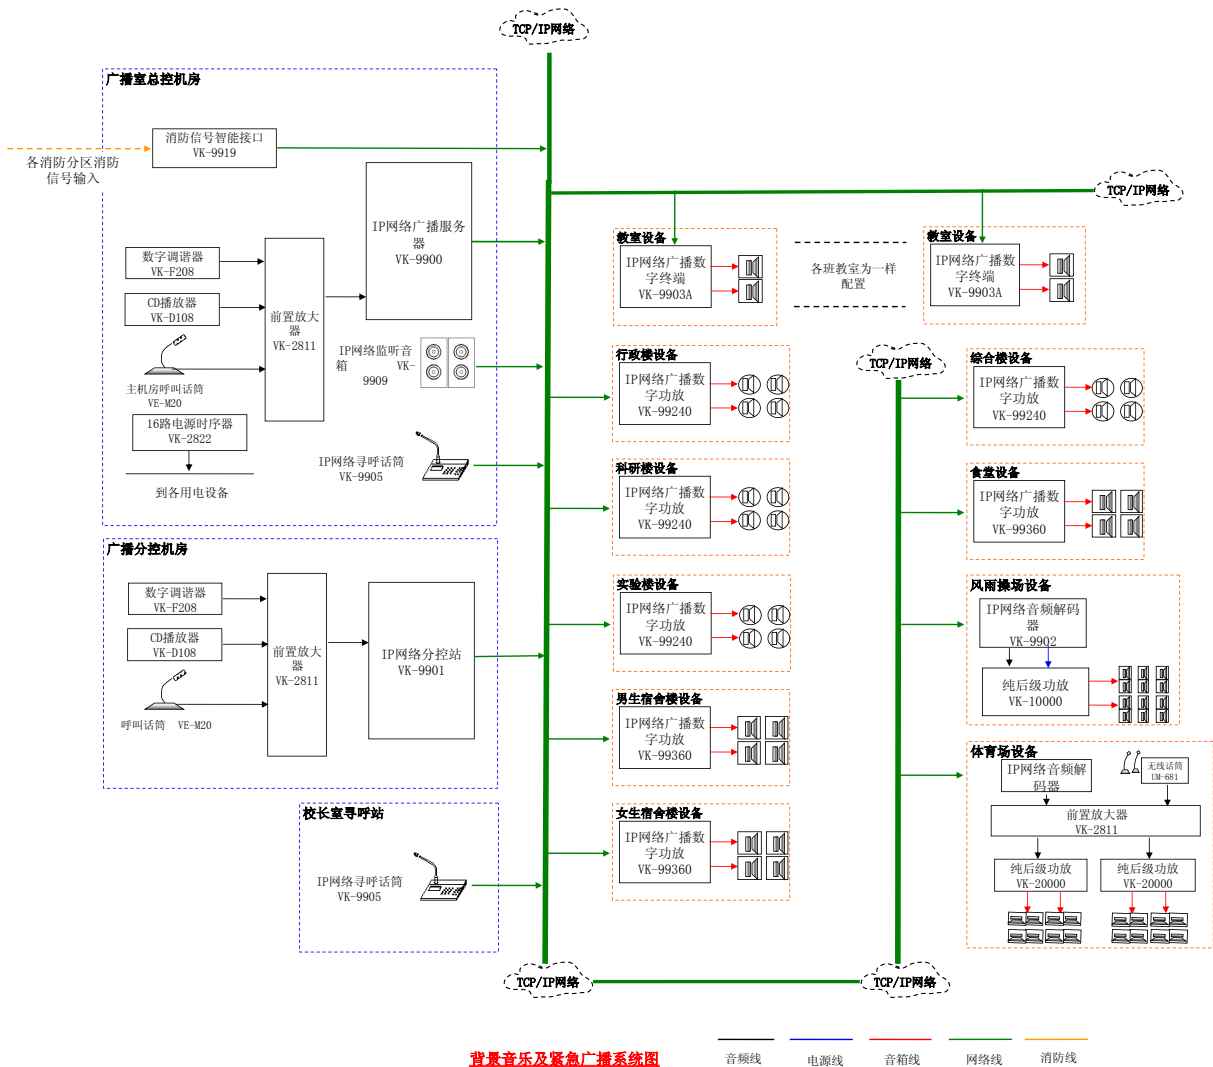 TCP/IP网络
广播室总控机房
消防信号智能接口
VK-9919
各消防分区消防
信号输入
IP网络广播服务
器
VK-9900
数字调谐器
VK-F208
CD播放器
VK-D108
前置放大
器
VK-2811
主机房呼叫话筒
VE-M20
IP网络监听音
箱 VK-
9909
16路电源时序器
VK-2822
到各用电设备
IP网络寻呼话筒
VK-9905
广播分控机房
数字调谐器
VK-F208
CD播放器
VK-D108
前置放大
器
VK-2811
呼叫话筒 VE-M20
IP网络分控站
VK-9901
校长室寻呼站
IP网络寻呼话筒
VK-9905
TCP/IP网络
教室设备
IP网络广播数
字终端
VK-9903A
各班教室为一样
配置
教室设备
IP网络广播数
字终端
VK-9903A
行政楼设备
IP网络广播数
字功放
VK-99240
科研楼设备
IP网络广播数
字功放
VK-99240
实验楼设备
IP网络广播数
字功放
VK-99240
男生宿舍楼设备
IP网络广播数
字功放
VK-99360
女生宿舍楼设备
IP网络广播数
字功放
VK-99360
TCP/IP网络
综合楼设备
IP网络广播数
字功放
VK-99240
食堂设备
IP网络广播数
字功放
VK-99360
风雨操场设备
IP网络音频解码
器
VK-9902
纯后级功放
VK-10000
体育场设备
IP网络音频解
码器
无线话筒
UM-681
前置放大器
VK-2811
纯后级功放
VK-20000
纯后级功放
VK-20000
TCP/IP网络
TCP/IP网络
背景音乐及紧急广播系统图
音频线
电源线
音箱线
网络线
消防线